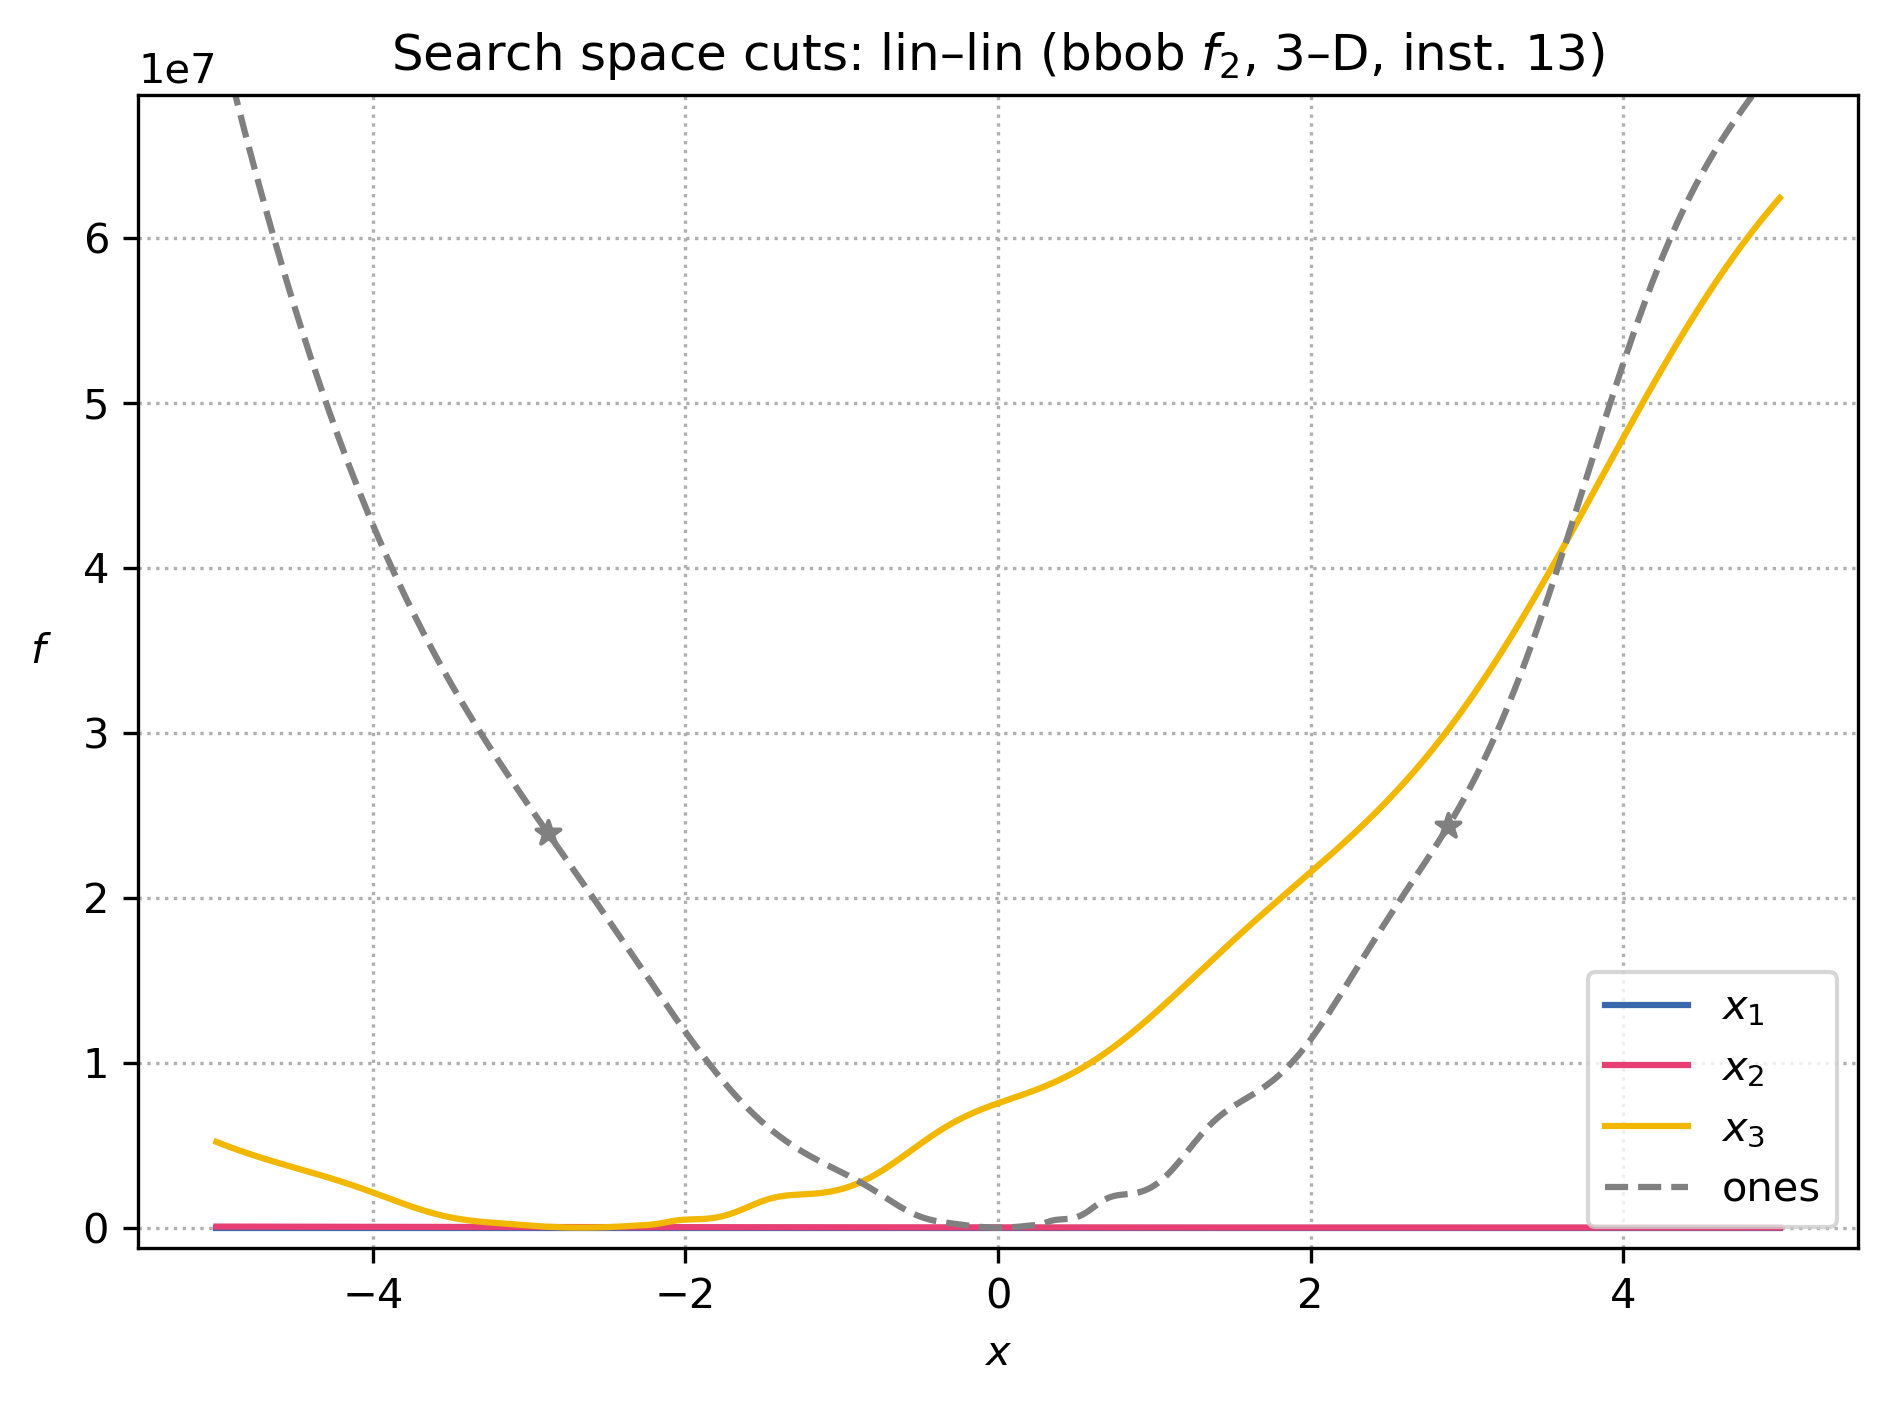 Search space cuts: lin–lin (bbob f₂, 3–D, inst. 13)
1e7
6
5
4
3
2
1
0
f
−4
−2
0
2
4
x
x₁
x₂
x₃
ones